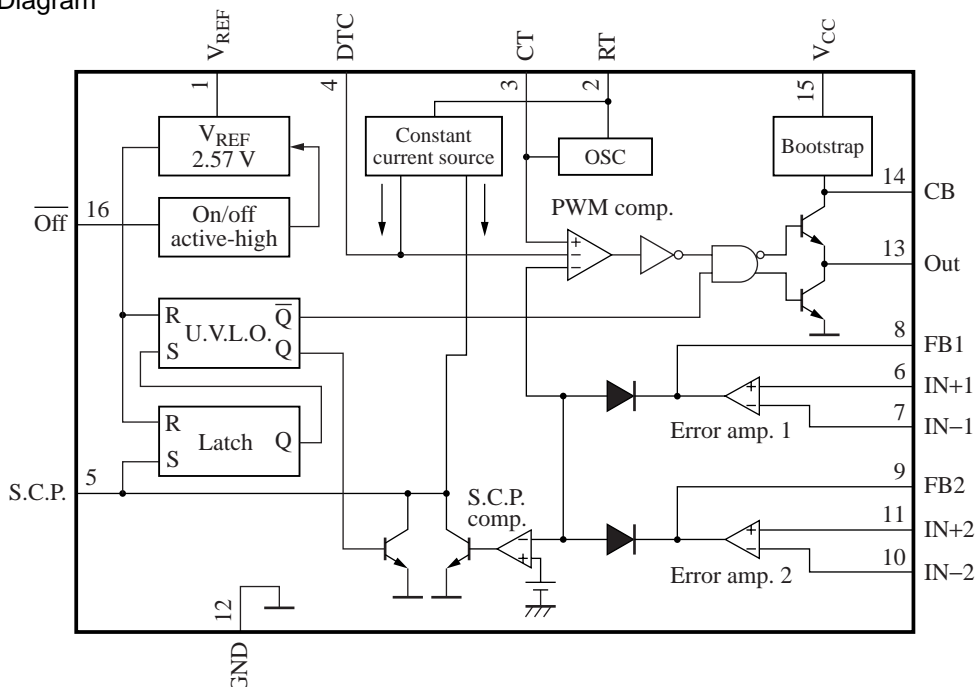 Diagram
VREF
DTC
CT
RT
VCC
1
4
3
2
15
VREF
2.57 V
Constant
current source
OSC
Bootstrap
14
CB
Off
16
On/off
active-high
PWM comp.
+
−
−
13
Out
R
S
U.V.L.O.
Q
Q
8
FB1
6
IN+1
+
−
7
IN−1
Error amp. 1
R
S
Latch
Q
S.C.P.
5
S.C.P.
comp.
−
+
9
FB2
11
IN+2
+
−
10
IN−2
Error amp. 2
12
GND